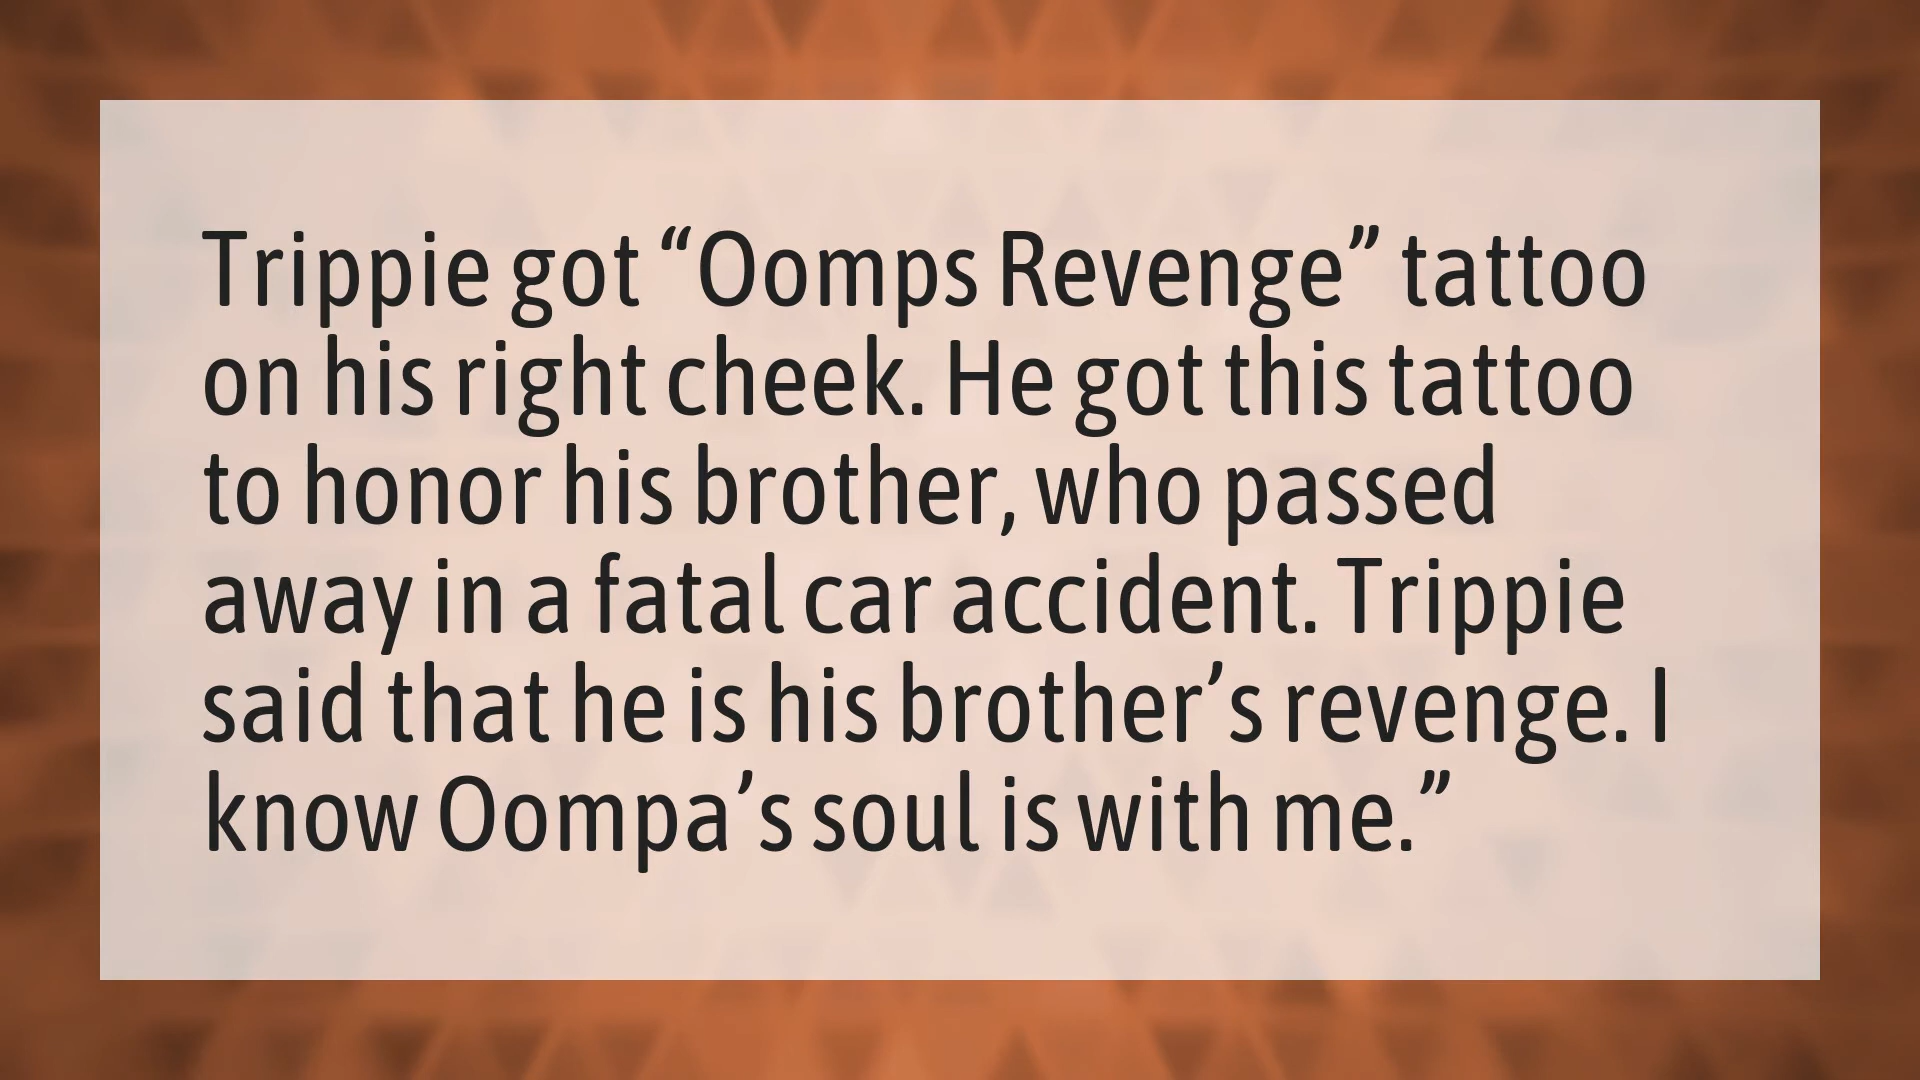 Trippie got “Oomps Revenge” tattoo
on his right cheek. He got this tattoo
to honor his brother, who passed
away in a fatal car accident. Trippie
said that he is his brother’s revenge. I
know Oompa’s soul is with me.”